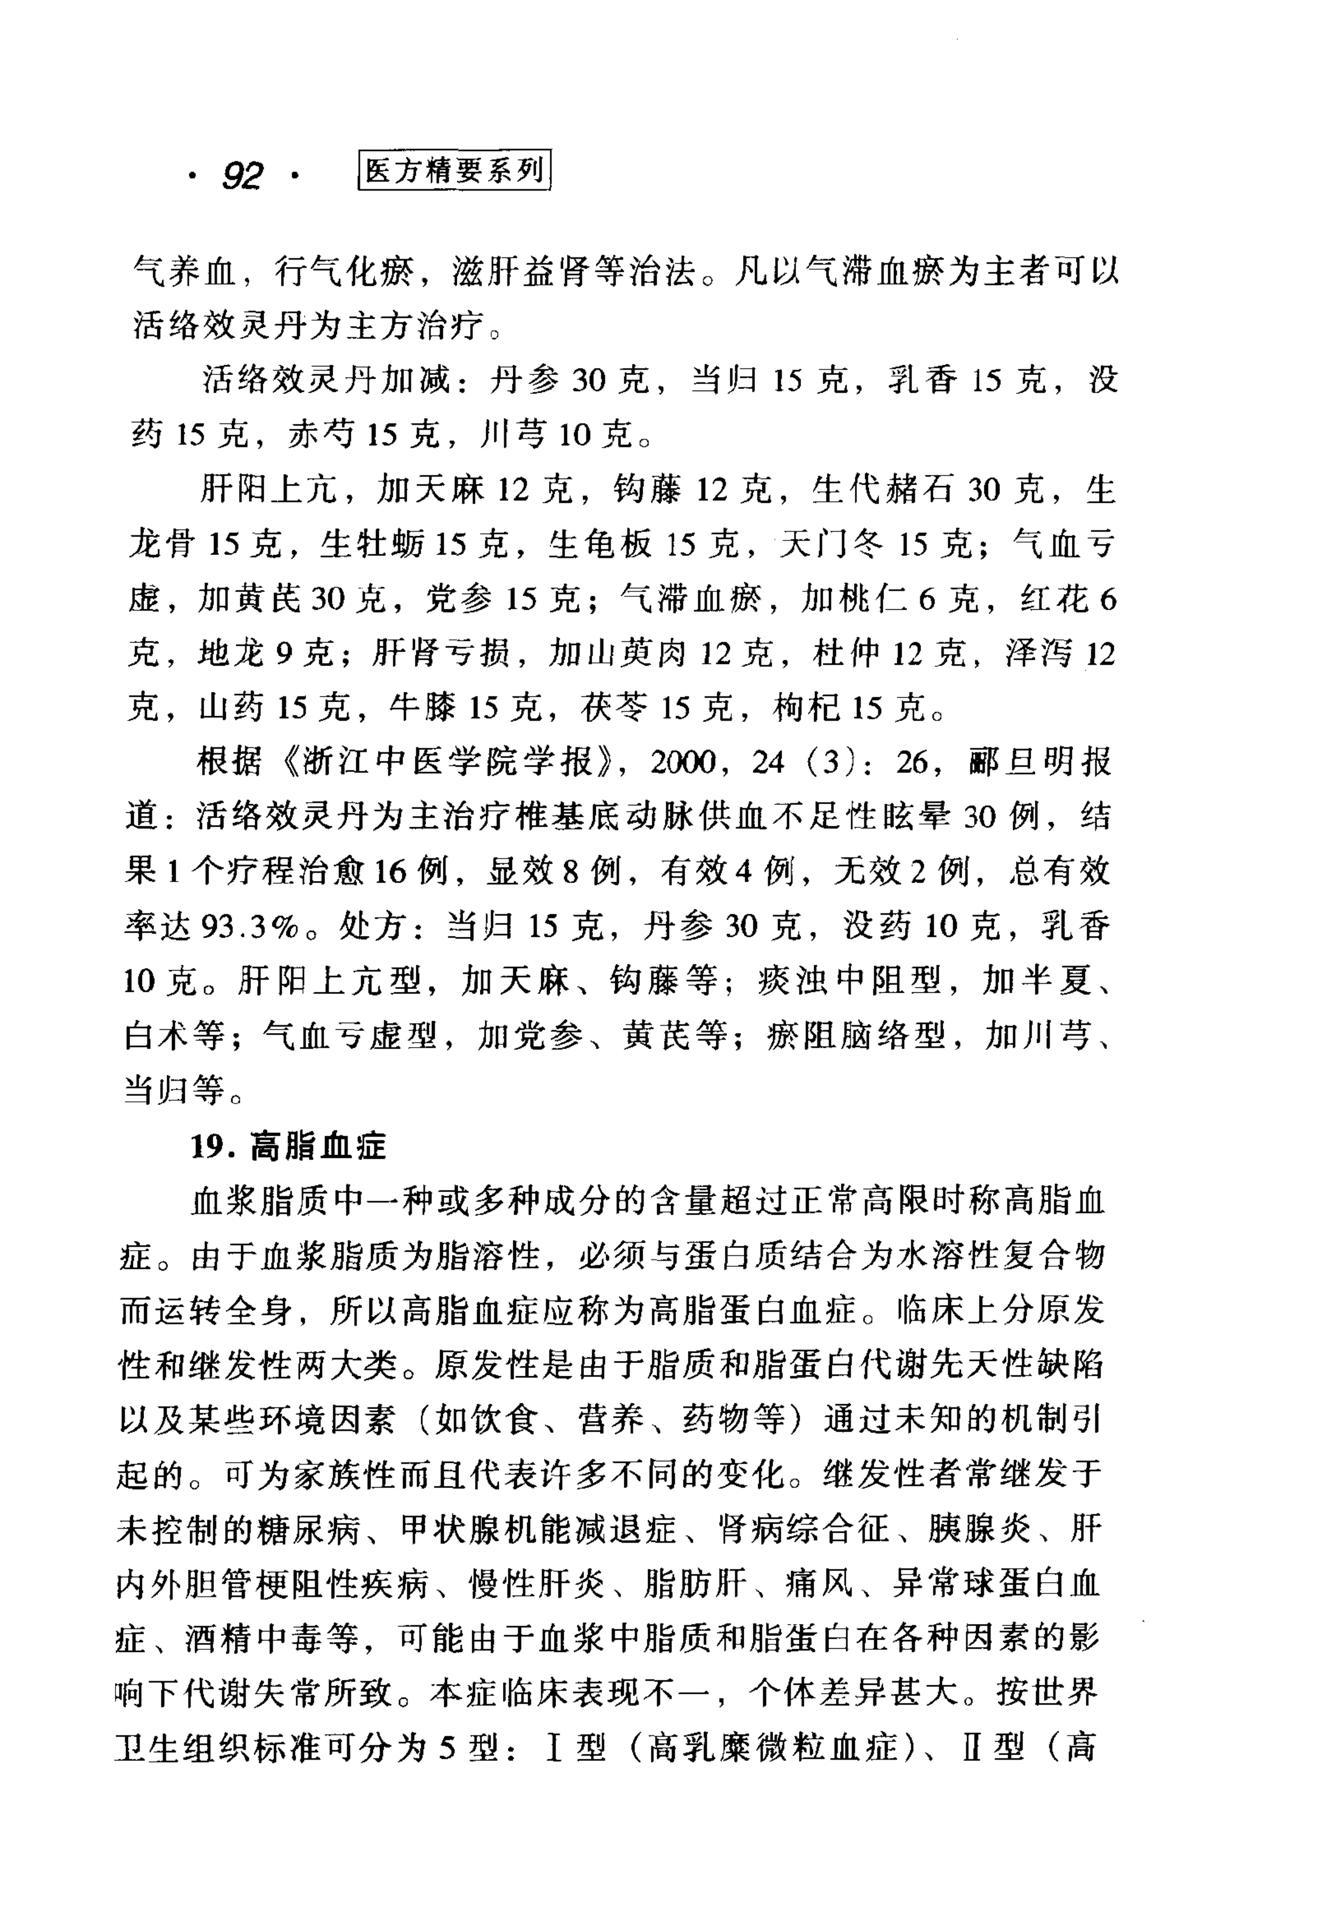 · 92 · 医方精要系列
气养血，行气化瘀，滋肝益肾等治法。凡以气滞血瘀为主者可以
活络效灵丹为主方治疗。
活络效灵丹加减：丹参 30 克，当归 15 克，乳香 15 克，没
药 15 克，赤芍 15 克，川芎 10 克。
肝阳上亢，加天麻 12 克，钩藤 12 克，生代赭石 30 克，生
龙骨 15 克，生牡蛎 15 克，生龟板 15 克，天门冬 15 克；气血亏
虚，加黄芪 30 克，党参 15 克；气滞血瘀，加桃仁 6 克，红花 6
克，地龙 9 克；肝肾亏损，加山萸肉 12 克，杜仲 12 克，泽泻 12
克，山药 15 克，牛膝 15 克，茯苓 15 克，枸杞 15 克。
根据《浙江中医学院学报》，2000，24（3）：26，郦旦明报
道：活络效灵丹为主治疗椎基底动脉供血不足性眩晕 30 例，结
果 1 个疗程治愈 16 例，显效 8 例，有效 4 例，无效 2 例，总有效
率达 93.3%。处方：当归 15 克，丹参 30 克，没药 10 克，乳香
10 克。肝阳上亢型，加天麻、钩藤等；痰浊中阻型，加半夏、
白术等；气血亏虚型，加党参、黄芪等；瘀阻脑络型，加川芎、
当归等。
19. 高脂血症
血浆脂质中一种或多种成分的含量超过正常高限时称高脂血
症。由于血浆脂质为脂溶性，必须与蛋白质结合为水溶性复合物
而运转全身，所以高脂血症应称为高脂蛋白血症。临床上分原发
性和继发性两大类。原发性是由于脂质和脂蛋白代谢先天性缺陷
以及某些环境因素（如饮食、营养、药物等）通过未知的机制引
起的。可为家族性而且代表许多不同的变化。继发性者常继发于
未控制的糖尿病、甲状腺机能减退症、肾病综合征、胰腺炎、肝
内外胆管梗阻性疾病、慢性肝炎、脂肪肝、痛风、异常球蛋白血
症、酒精中毒等，可能由于血浆中脂质和脂蛋白在各种因素的影
响下代谢失常所致。本症临床表现不一，个体差异甚大。按世界
卫生组织标准可分为 5 型：Ⅰ型（高乳糜微粒血症）、Ⅱ型（高